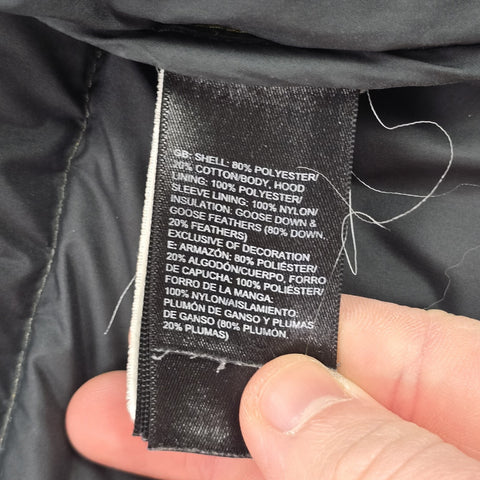 GB: SHELL: 80% POLYESTER/
20% COTTON/BODY, HOOD
LINING: 100% POLYESTER/
SLEEVE LINING: 100% NYLON/
INSULATION: GOOSE DOWN &
GOOSE FEATHERS (80% DOWN
20% FEATHERS)
EXCLUSIVE OF DECORATION
E: ARMAZÓN: 80% POLIÉSTER/
20% ALGODÓN/CUERPO, FORRO
DE CAPUCHA: 100% POLIÉSTER/
FORRO DE LA MANGA:
100% NYLON/AISLAMIENTO:
PLUMÓN DE GANSO Y PLUMAS
DE GANSO (80% PLUMÓN.
20% PLUMAS)